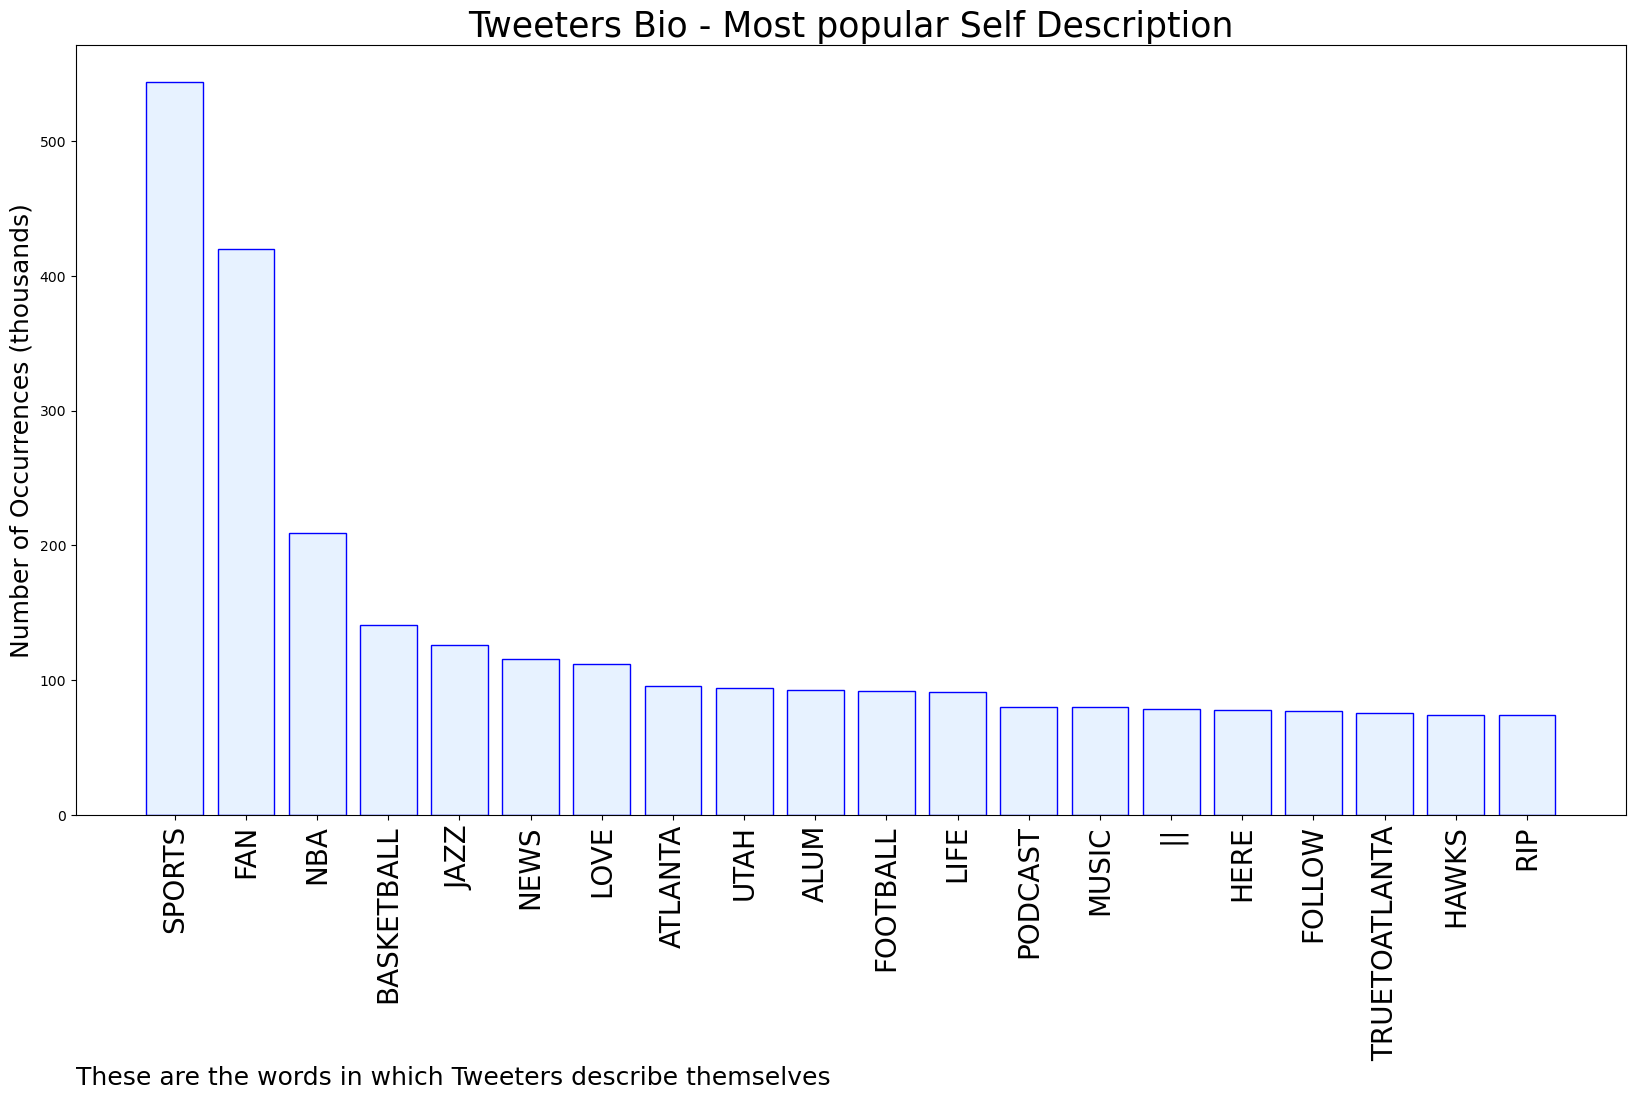 Tweeters Bio - Most popular Self Description
Number of Occurrences (thousands)
500
400
300
200
100
0
SPORTS
FAN
NBA
BASKETBALL
JAZZ
NEWS
LOVE
ATLANTA
UTAH
ALUM
FOOTBALL
LIFE
PODCAST
MUSIC
||
HERE
FOLLOW
TRUETOATLANTA
HAWKS
RIP
These are the words in which Tweeters describe themselves